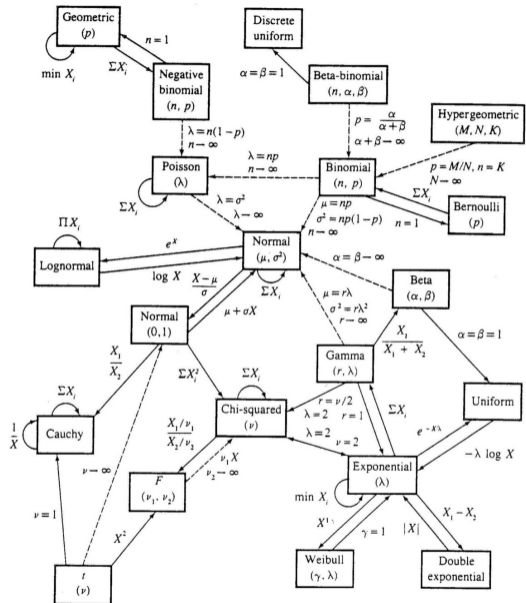 Geometric
(p)
n = 1
min X_i
ΣX_i
Negative
binomial
(n, p)
Discrete
uniform
α = β = 1
Beta-binomial
(n, α, β)
p = α / (α + β)
α + β → ∞
Hypergeometric
(M, N, K)
p = M/N, n = K
N → ∞
λ = n(1 − p)
n → ∞
Poisson
(λ)
ΣX_i
λ = np
n → ∞
Binomial
(n, p)
ΣX_i
n = 1
Bernoulli
(p)
λ = σ²
λ → ∞
μ = np
σ² = np(1 − p)
n → ∞
ΠX_i
Lognormal
e^X
log X
Normal
(μ, σ²)
ΣX_i
α = β → ∞
Beta
(α, β)
(X − μ) / σ
μ + σX
Normal
(0,1)
μ = rλ
σ² = rλ²
r → ∞
X_1 / (X_1 + X_2)
α = β = 1
Gamma
(r, λ)
X_1 / X_2
ΣX_i²
ΣX_i
Cauchy
1 / X
ΣX_i
Chi-squared
(ν)
r = ν/2
λ = 2
r = 1
ΣX_i
λ = 2
ν = 2
Uniform
e^{−X/λ}
−λ log X
(X_1/ν_1) / (X_2/ν_2)
ν_1 X
ν_2 → ∞
ν → ∞
F
(ν_1, ν_2)
Exponential
(λ)
min X_i
ν = 1
X²
t
(ν)
γ = 1
|X|
X_1 − X_2
Weibull
(γ, λ)
Double
exponential